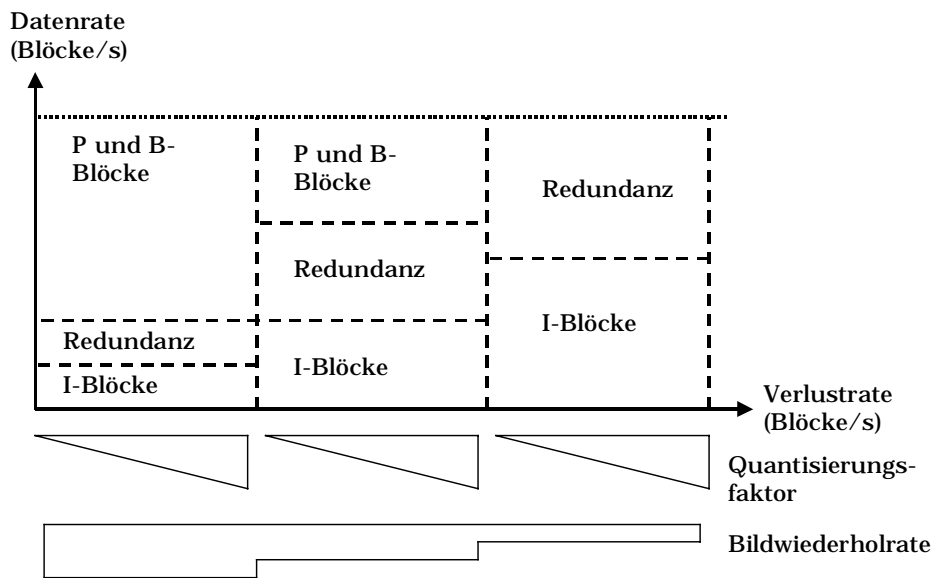 Datenrate
(Blöcke/s)
P und B-
Blöcke
P und B-
Blöcke
Redundanz
Redundanz
Redundanz
I-Blöcke
I-Blöcke
I-Blöcke
Verlustrate
(Blöcke/s)
Quantisierungs-
faktor
Bildwiederholrate